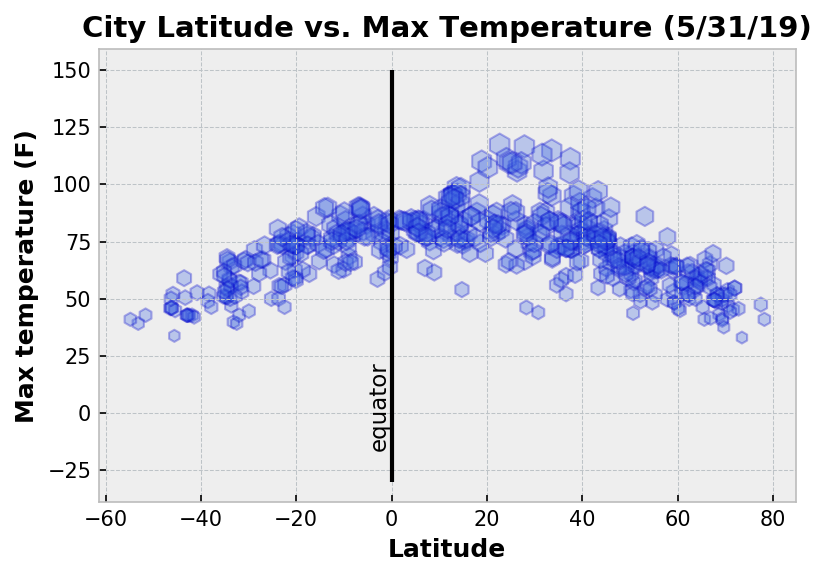 City Latitude vs. Max Temperature (5/31/19)
Max temperature (F)
150
125
100
75
50
25
0
−25
equator
−60 −40 −20 0 20 40 60 80
Latitude